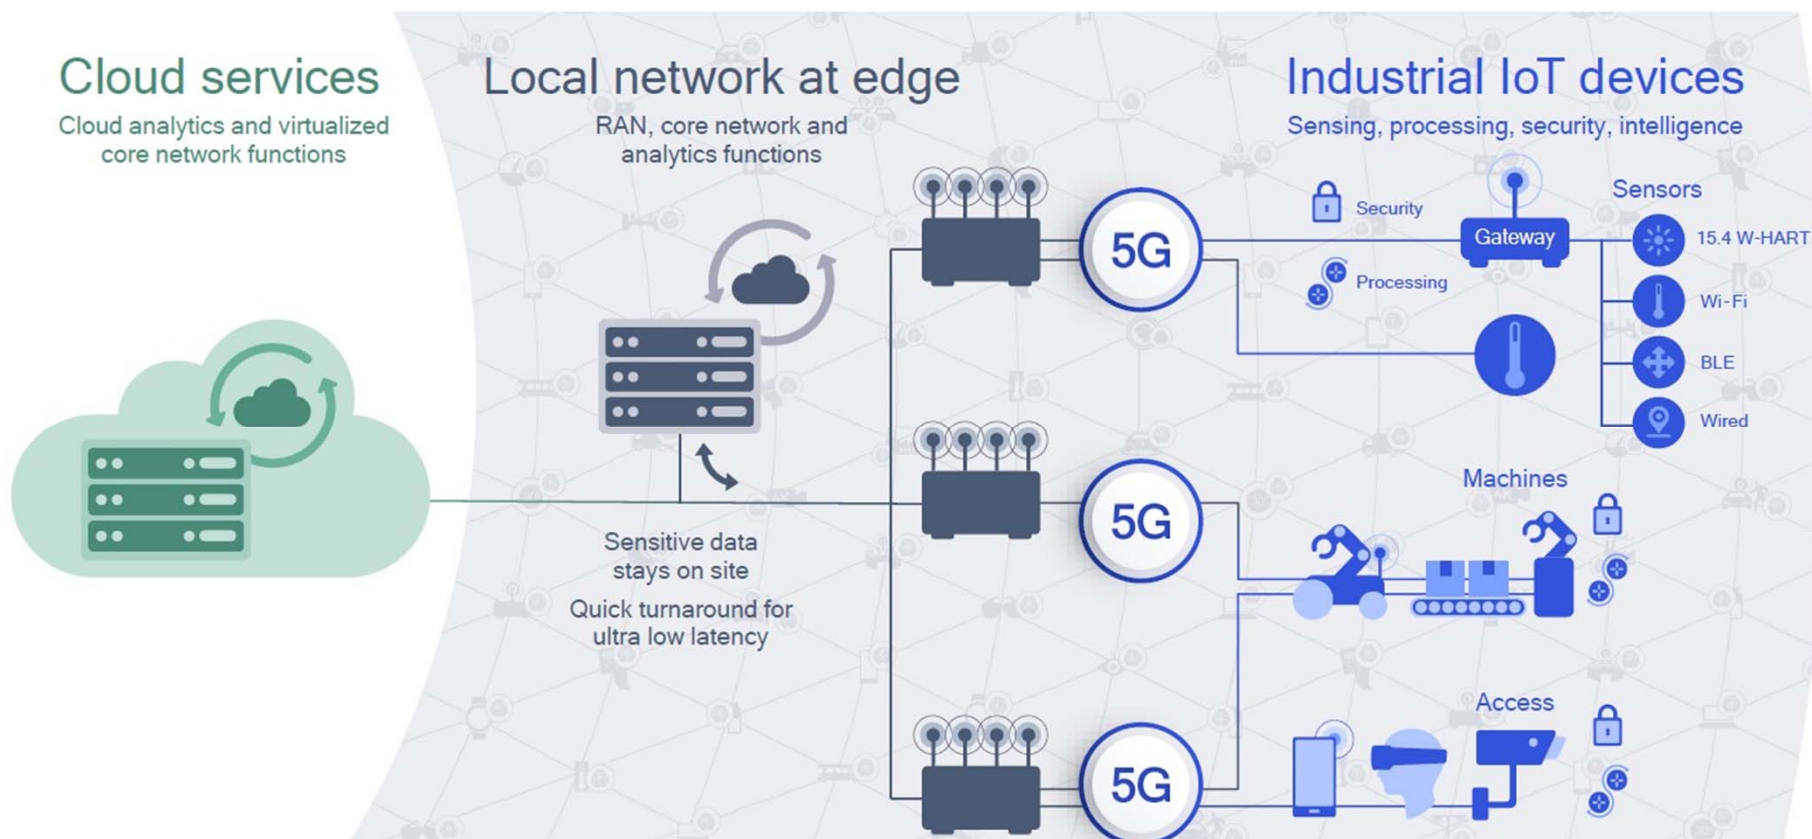 Cloud services
Cloud analytics and virtualized
core network functions
Local network at edge
RAN, core network and
analytics functions
Sensitive data
stays on site
Quick turnaround for
ultra low latency
5G
5G
5G
Industrial IoT devices
Sensing, processing, security, intelligence
Security
Processing
Gateway
Sensors
15.4 W-HART
Wi-Fi
BLE
Wired
Machines
Access